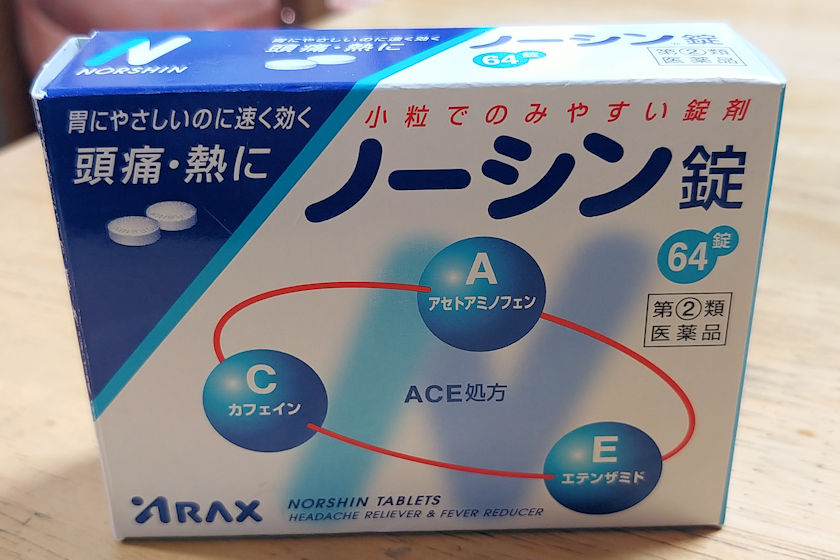 NORSHIN
胃にやさしいのに速く効く
頭痛・熱に
ノーシン錠
64錠
第②類
医薬品
胃にやさしいのに速く効く
頭痛・熱に
小粒でのみやすい錠剤
ノーシン錠
64錠
指定第②類
医薬品
A
アセトアミノフェン
C
カフェイン
ACE処方
E
エテンザミド
ARAX
NORSHIN TABLETS
HEADACHE RELIEVER & FEVER REDUCER